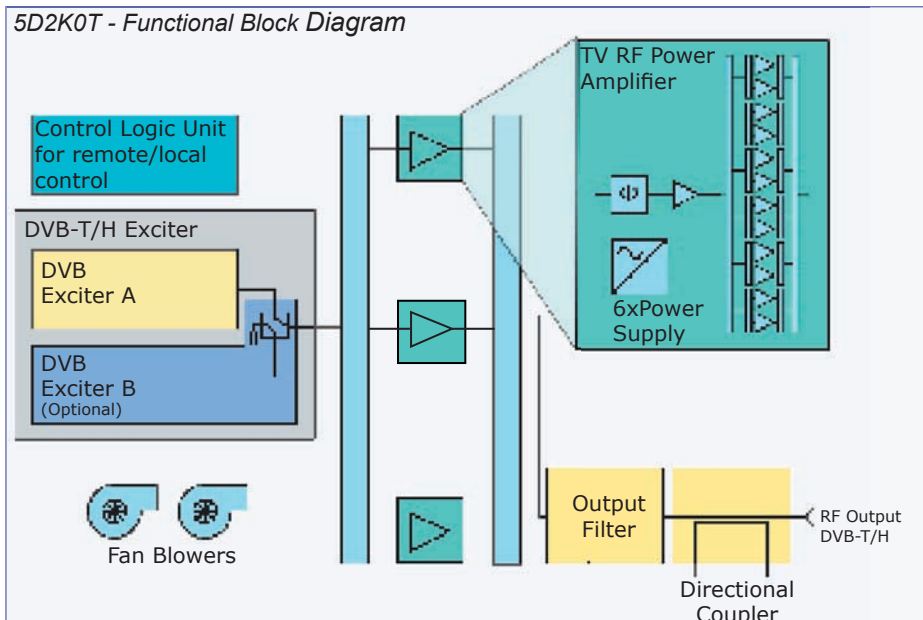 5D2K0T - Functional Block Diagram
TV RF Power
Amplifier
Control Logic Unit
for remote/local
control
DVB-T/H Exciter
DVB
Exciter A
6xPower
Supply
DVB
Exciter B
(Optional)
Output
Filter
RF Output
DVB-T/H
Fan Blowers
Directional
Coupler